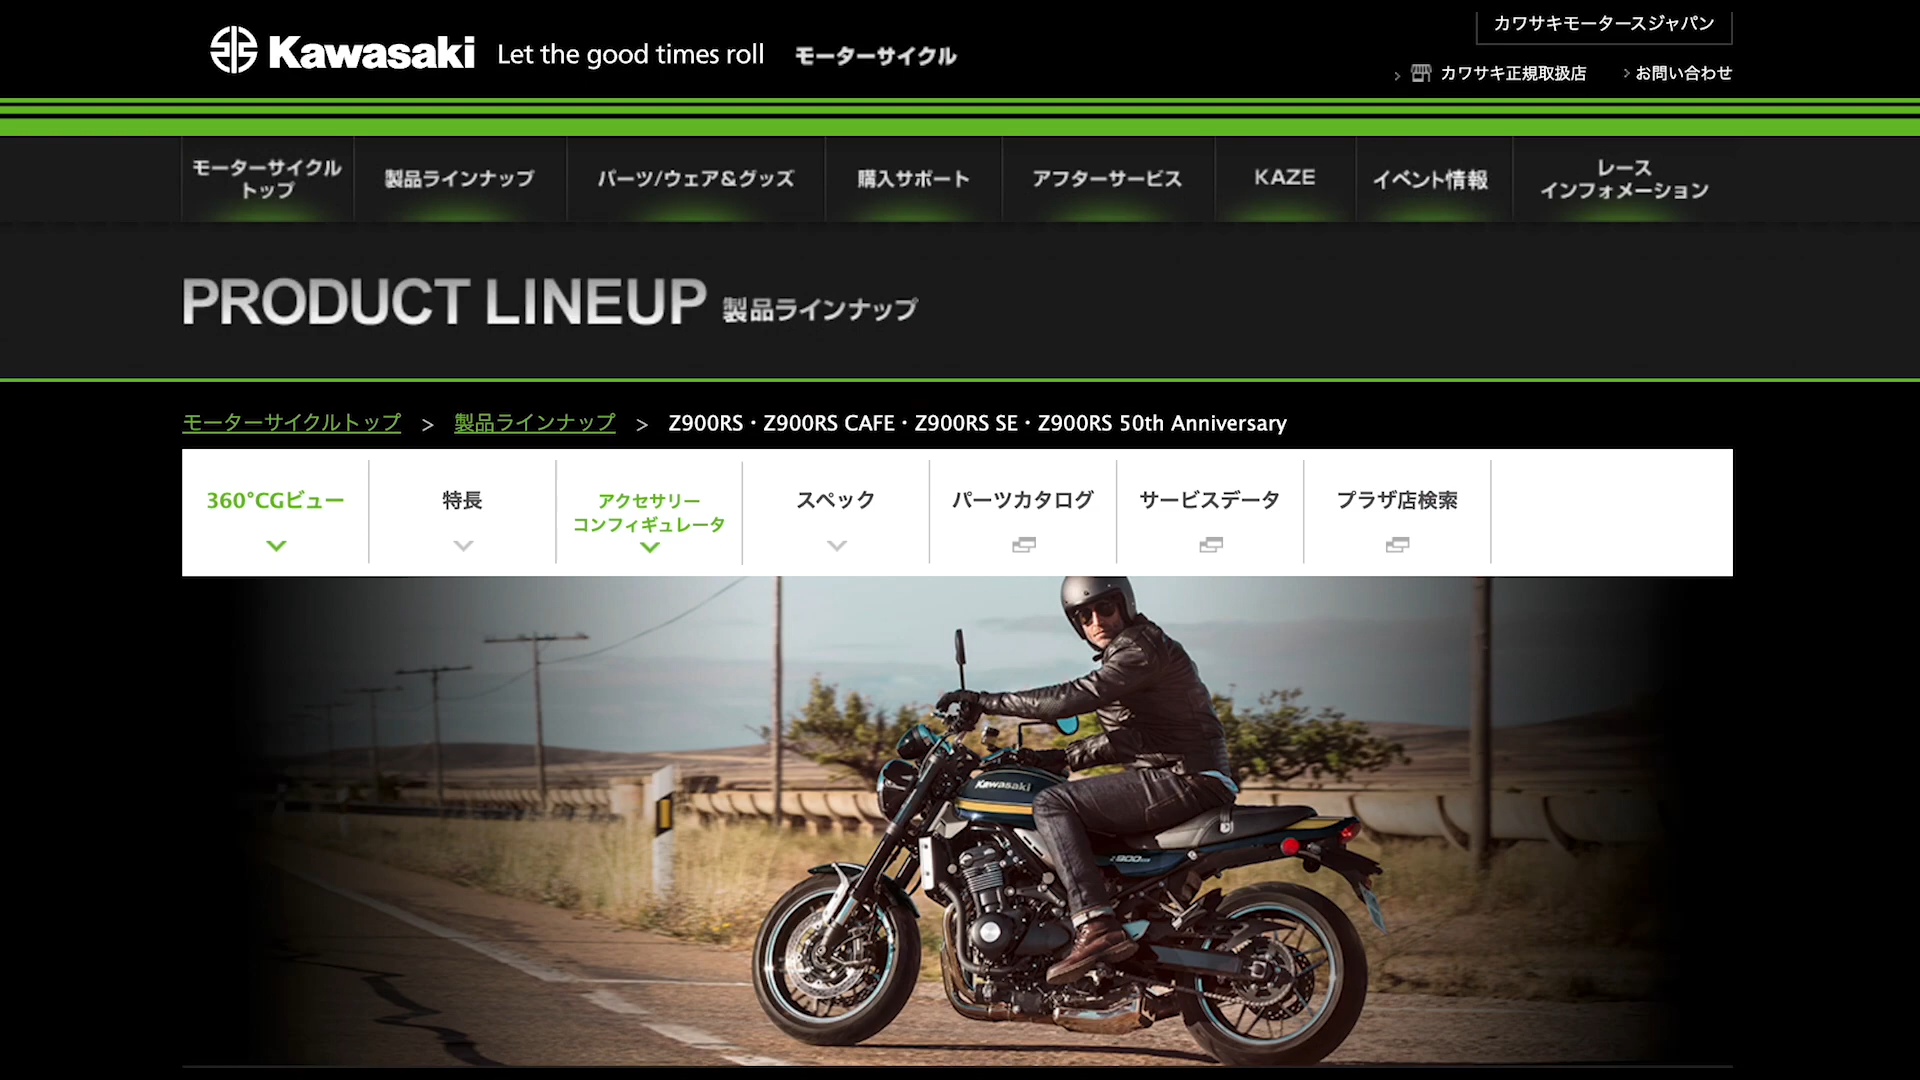 Kawasaki Let the good times roll モーターサイクル
カワサキモータースジャパン
カワサキ正規取扱店 お問い合わせ
モーターサイクル
トップ
製品ラインナップ
パーツ/ウェア&グッズ
購入サポート
アフターサービス
KAZE
イベント情報
レース
インフォメーション
PRODUCT LINEUP 製品ラインナップ
モーターサイクルトップ > 製品ラインナップ > Z900RS・Z900RS CAFE・Z900RS SE・Z900RS 50th Anniversary
360°CGビュー
特長
アクセサリー
コンフィギュレータ
スペック
パーツカタログ
サービスデータ
プラザ店検索
Kawasaki
Z900RS